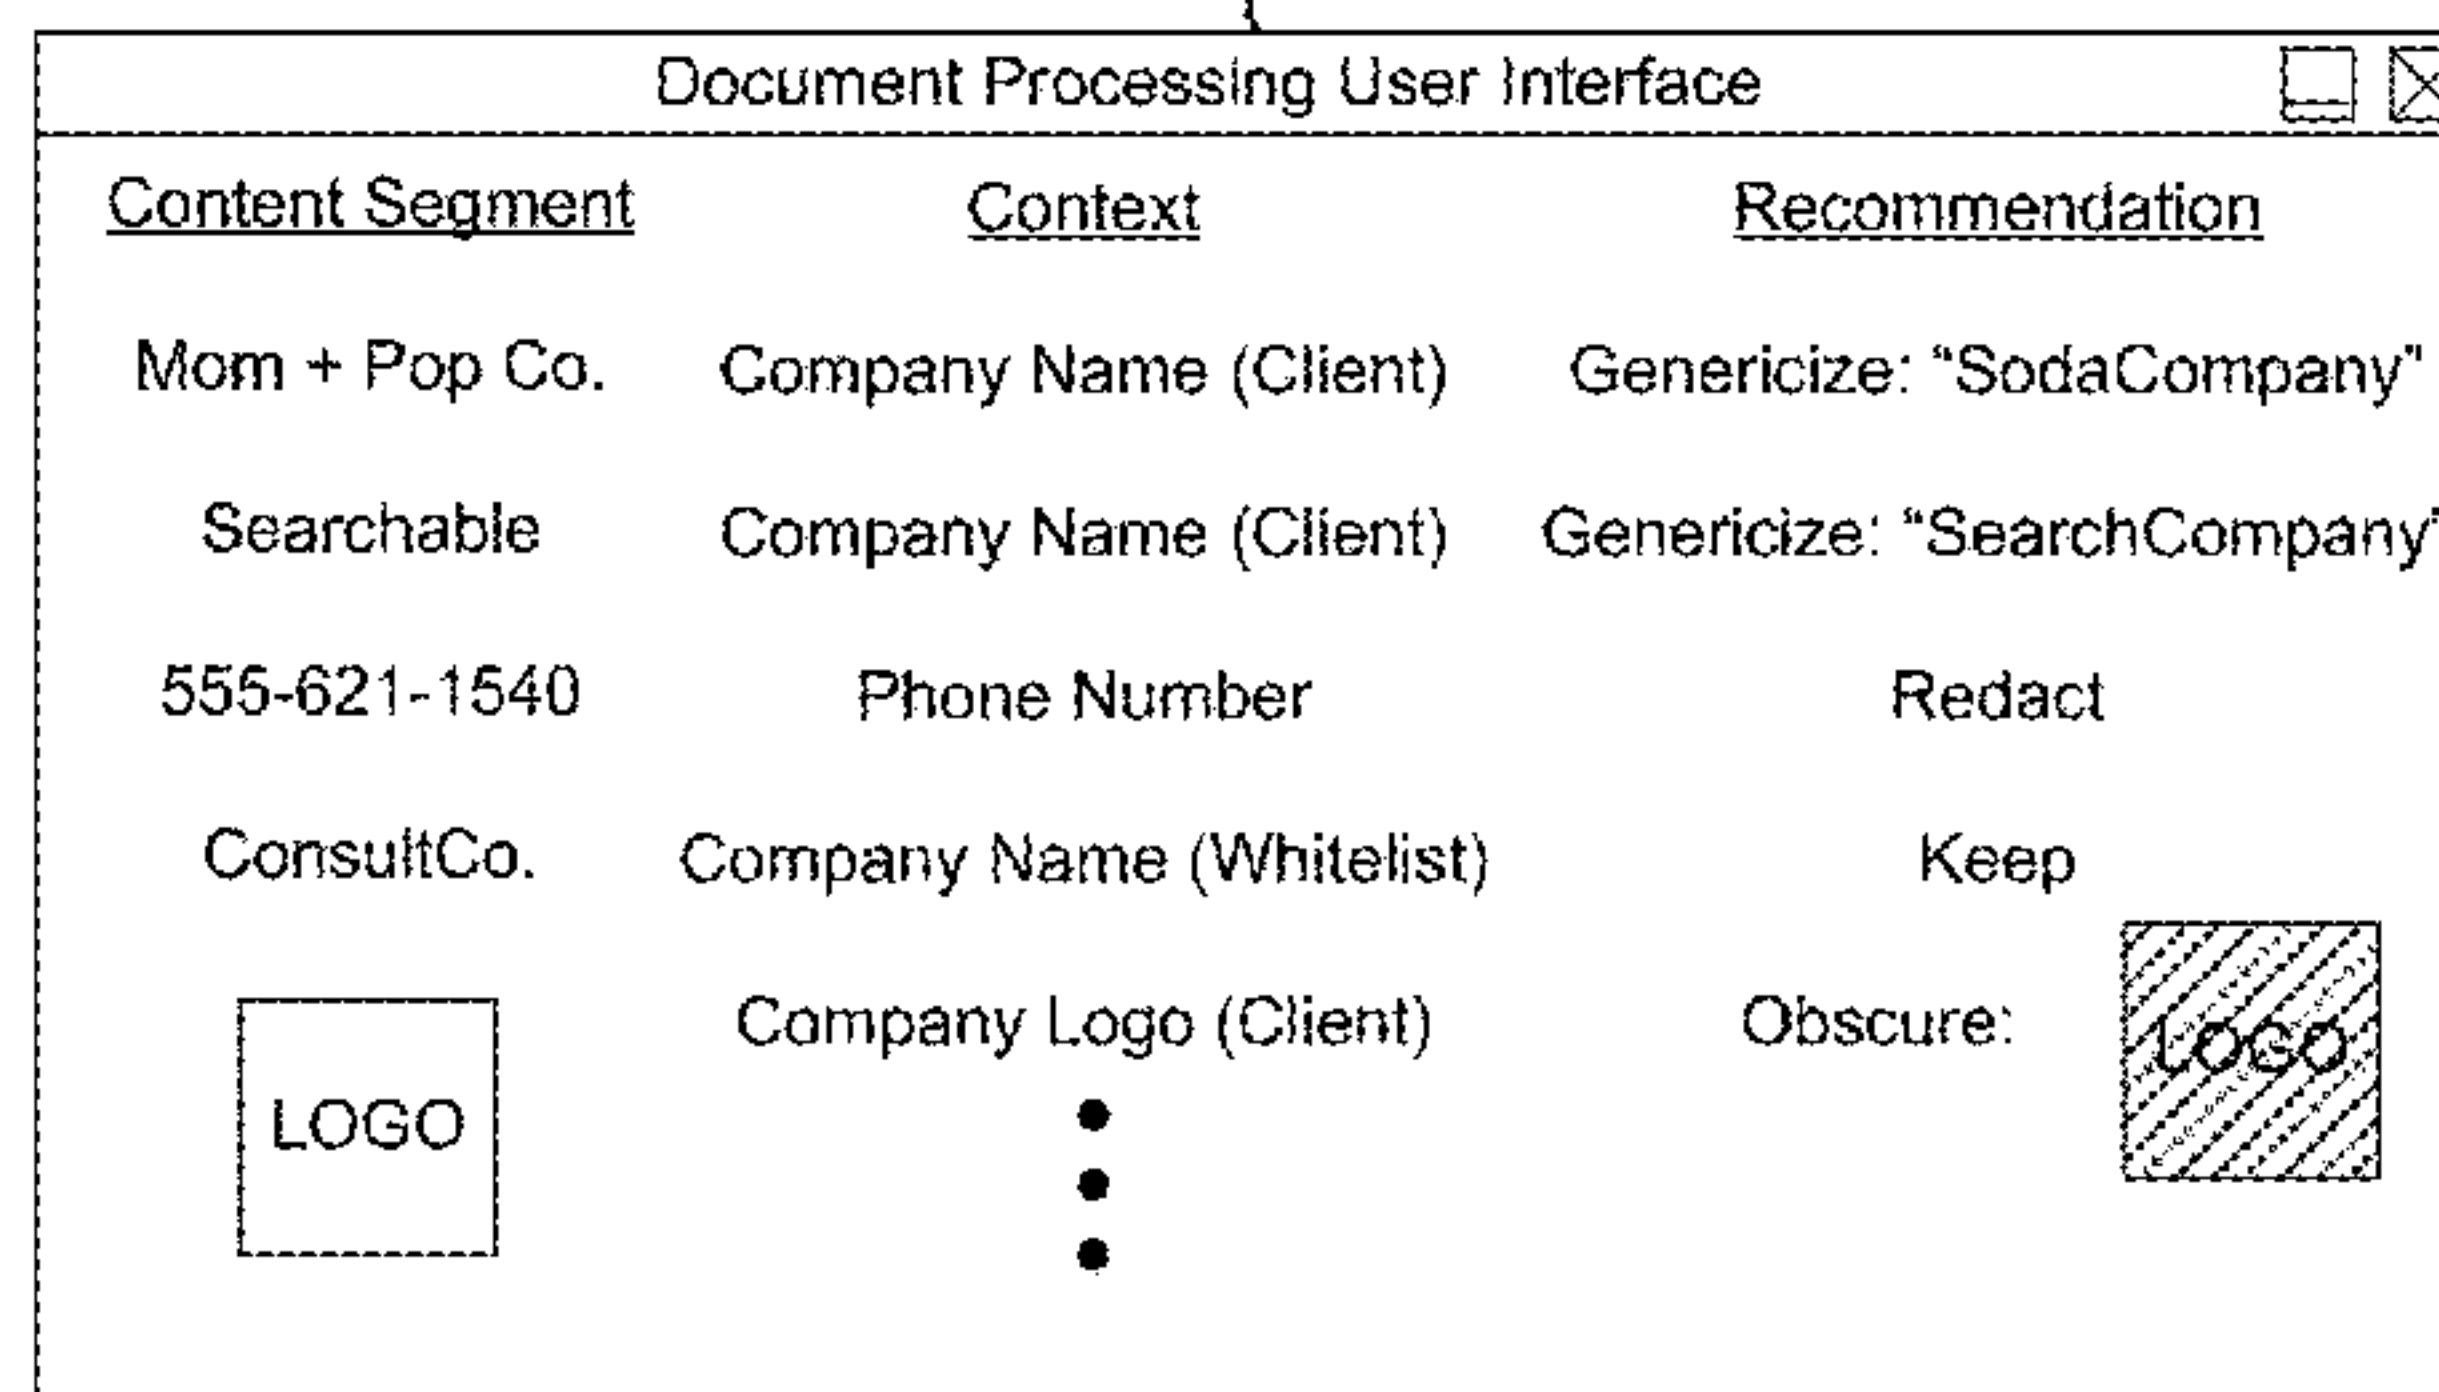 Document Processing User Interface
Content Segment Context Recommendation
Mom + Pop Co. Company Name (Client) Genericize: “SodaCompany”
Searchable Company Name (Client) Genericize: “SearchCompany”
555-621-1540 Phone Number Redact
ConsultCo. Company Name (Whitelist) Keep
Company Logo (Client) Obscure: LOGO
LOGO